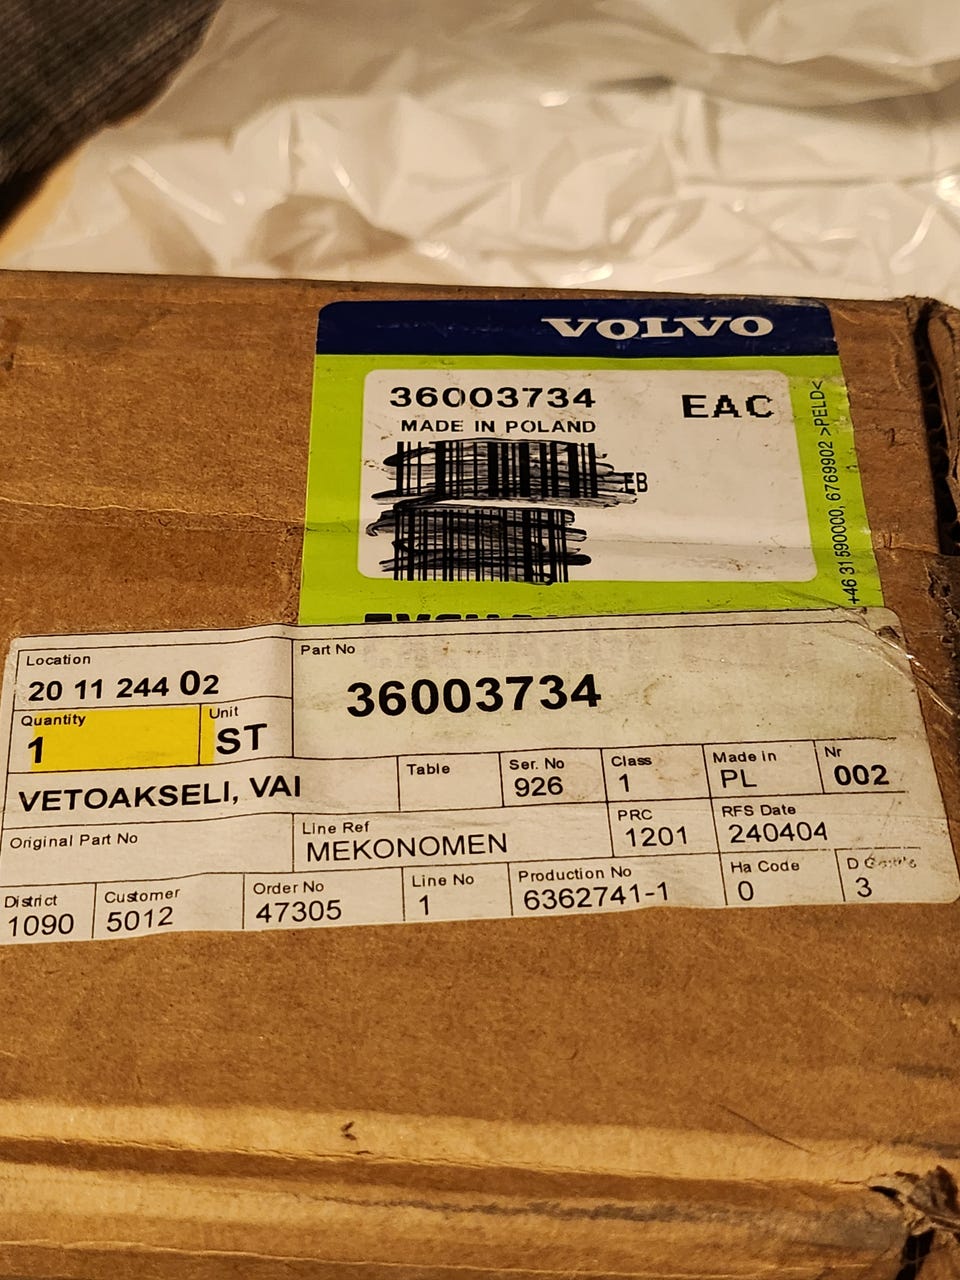 VOLVO
36003734
EAC
MADE IN POLAND
EB
+46 31 590000, 6769902 >PELD<
Location
20 11 244 02
Part No
36003734
Quantity
1
Unit
ST
VETOAKSELI, VAI
Table
Ser. No
926
Class
1
Made in
PL
Nr
002
Original Part No
Line Ref
MEKONOMEN
PRC
1201
RFS Date
240404
District
1090
Customer
5012
Order No
47305
Line No
1
Production No
6362741-1
Ha Code
0
D
3